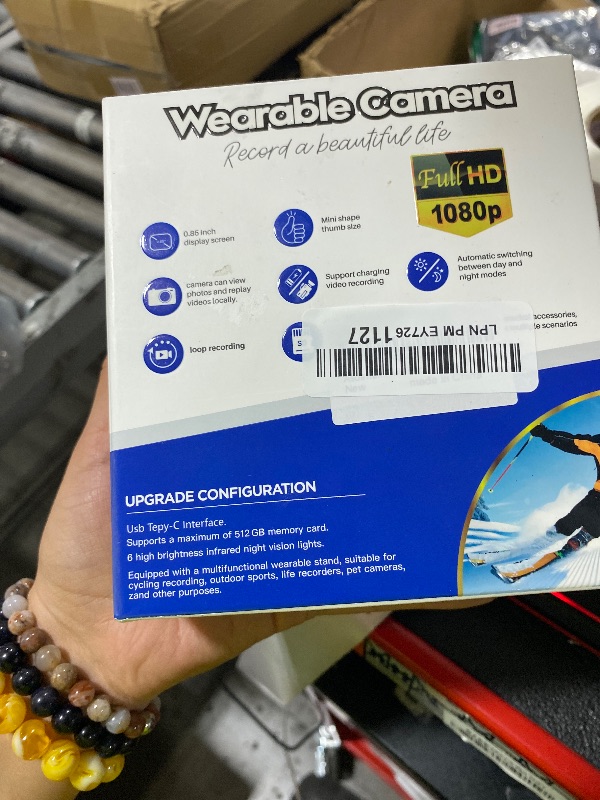 Wearable Camera
Record a beautiful life
Full HD
1080p
0.85 inch
display screen
Mini shape
thumb size
Automatic switching
between day and
night modes
camera can view
photos and replay
videos locally.
Support charging
video recording
loop recording
accessories,
scenarios
LPN PM EY726 1127
UPGRADE CONFIGURATION
Usb Tepy-C Interface.
Supports a maximum of 512 GB memory card.
6 high brightness infrared night vision lights.
Equipped with a multifunctional wearable stand, suitable for
cycling recording, outdoor sports, life recorders, pet cameras,
zand other purposes.